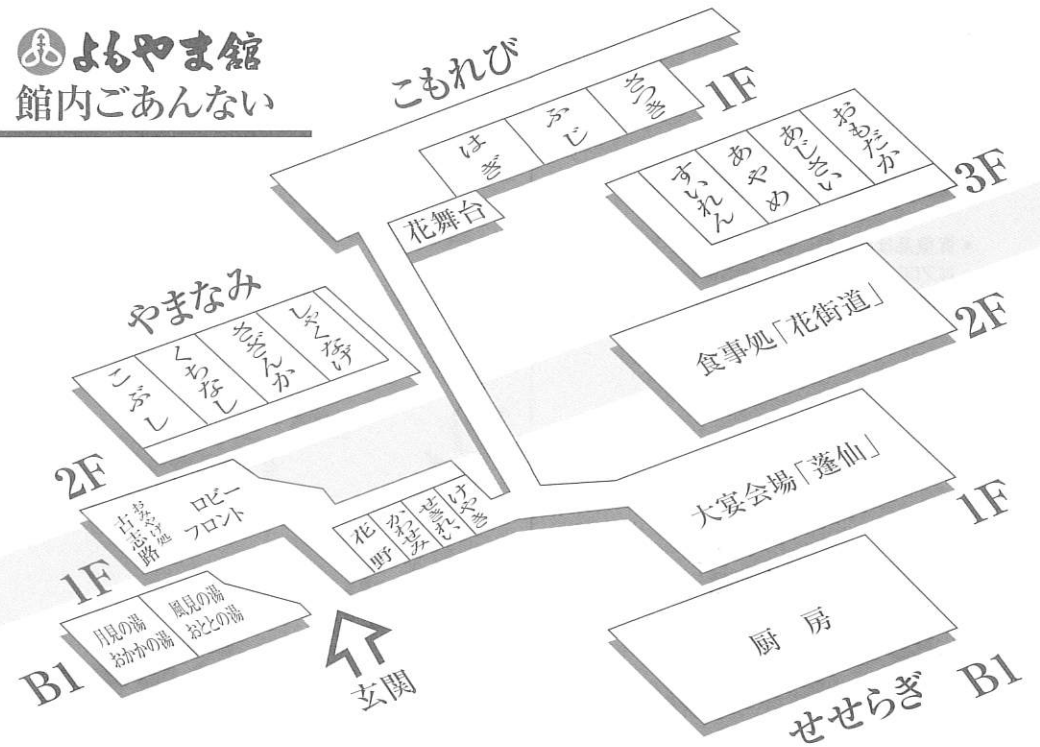 よもやま館
館内ごあんない
こもれび
1F
はぎ
ふじ
さつき
花舞台
3F
すいれん
あやめ
あじさい
おもだか
2F
食事処「花街道」
1F
大宴会場「蓬仙」
B1
厨房
せせらぎ
やまなみ
2F
こぶし
くちなし
さざんか
しゃくなげ
1F
おみやげ処
古志路
ロビー
フロント
花野
かわせみ
せきれい
けやき
B1
月見の湯
おかかの湯
風見の湯
おととの湯
玄関